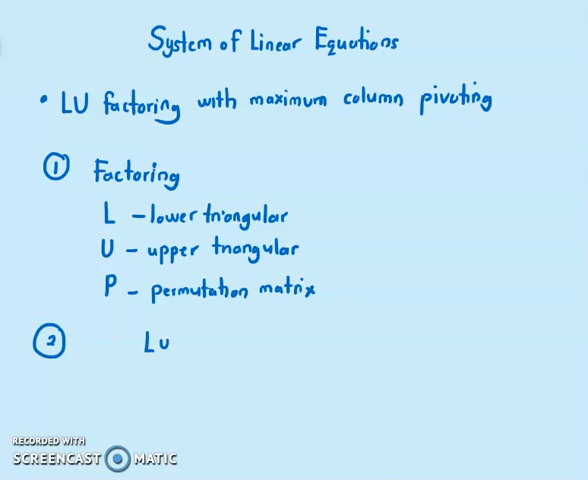 System of Linear Equations
• LU factoring with maximum column pivoting
① Factoring
L - lower triangular
U - upper triangular
P - permutation matrix
② Lu
RECORDED WITH
SCREENCAST MATIC